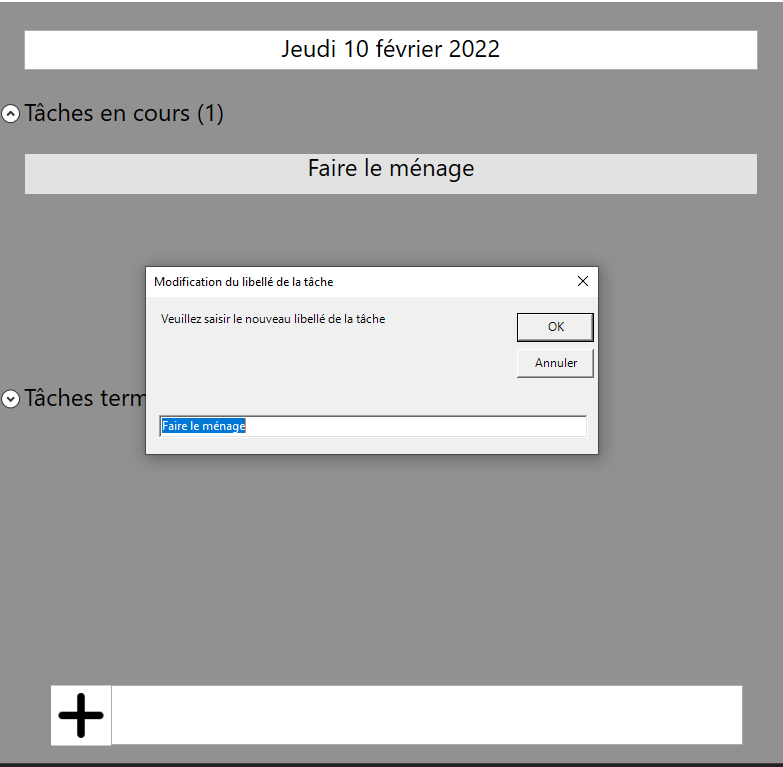 Jeudi 10 février 2022
Tâches en cours (1)
Faire le ménage
Modification du libellé de la tâche
Veuillez saisir le nouveau libellé de la tâche
OK
Annuler
Tâches term
Faire le ménage